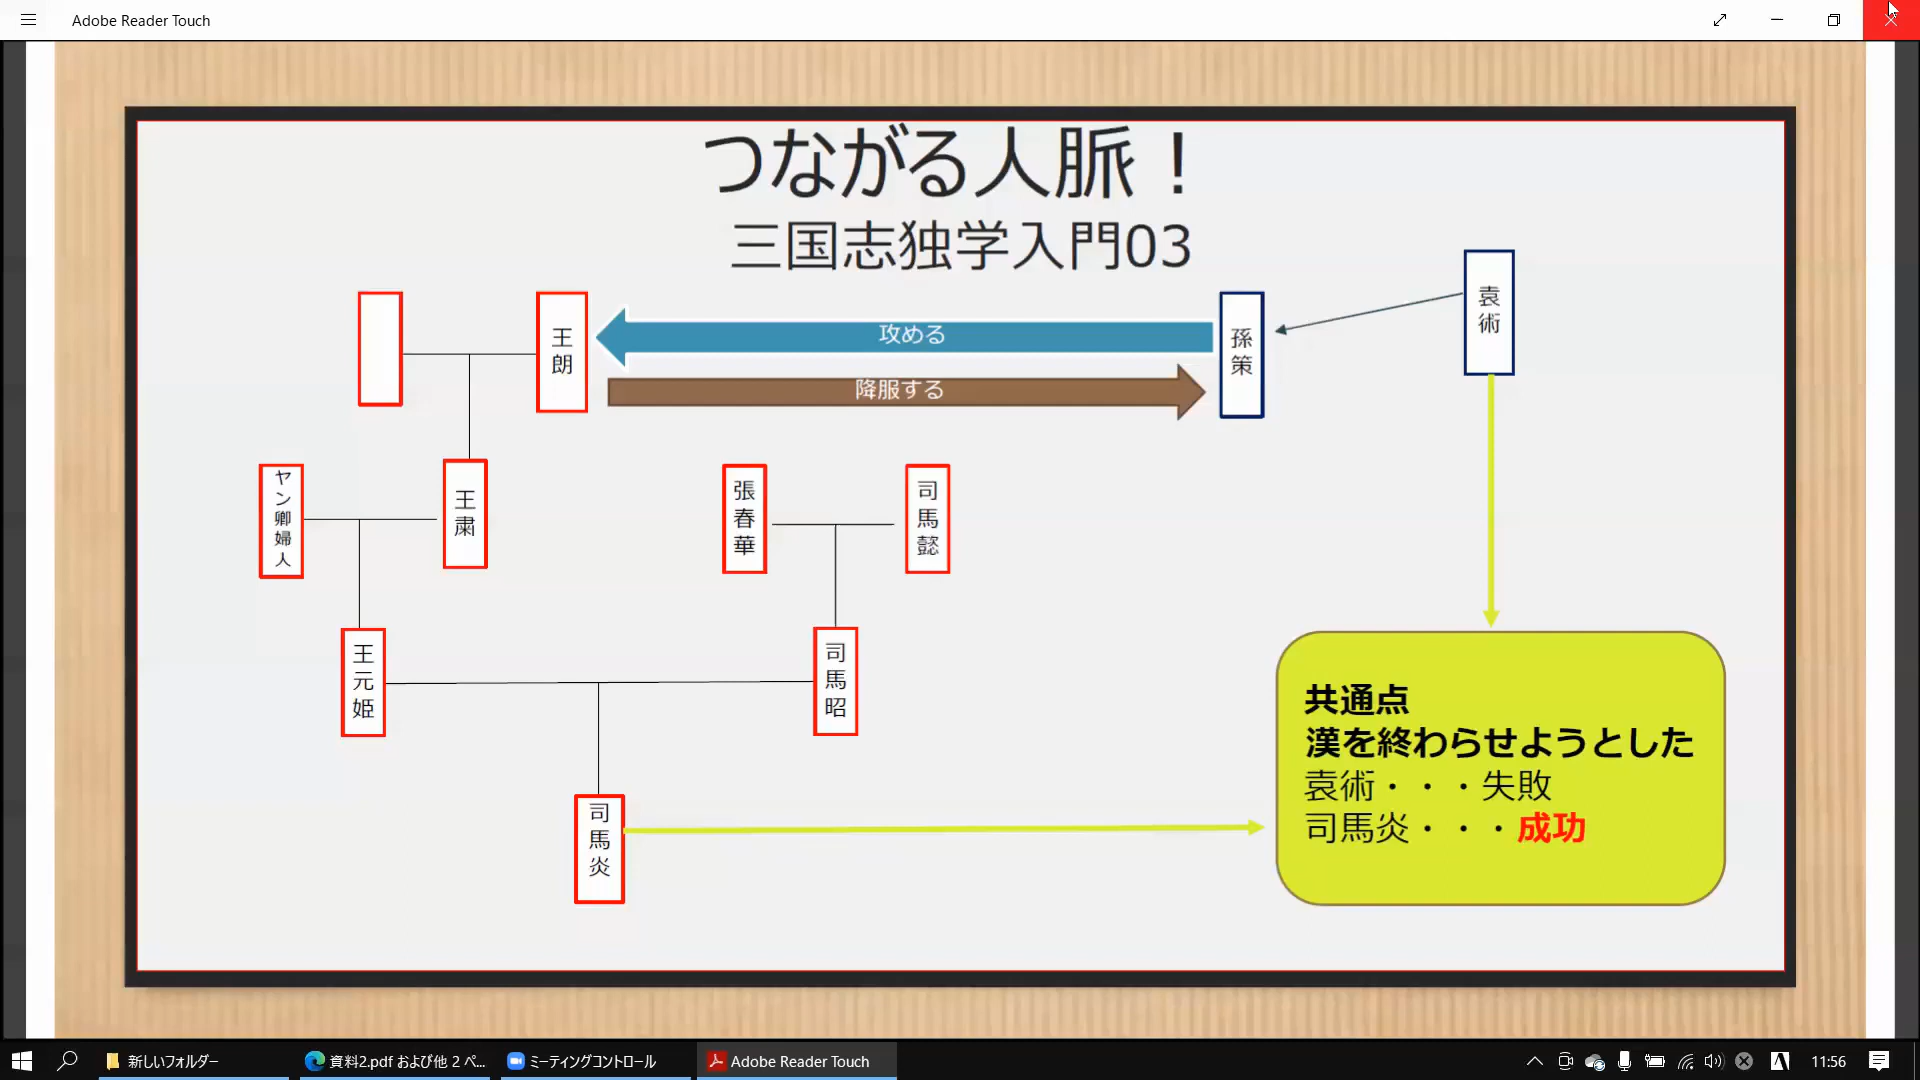 Adobe Reader Touch
つながる人脈！
三国志独学入門03
袁術
王朗
攻める
孫策
降服する
ヤン卿婦人
王粛
張春華
司馬懿
王元姫
司馬昭
共通点
漢を終わらせようとした
袁術・・・失敗
司馬炎・・・成功
司馬炎
新しいフォルダー
資料2.pdf および他 2 ペ...
ミーティングコントロール
Adobe Reader Touch
A
11:56